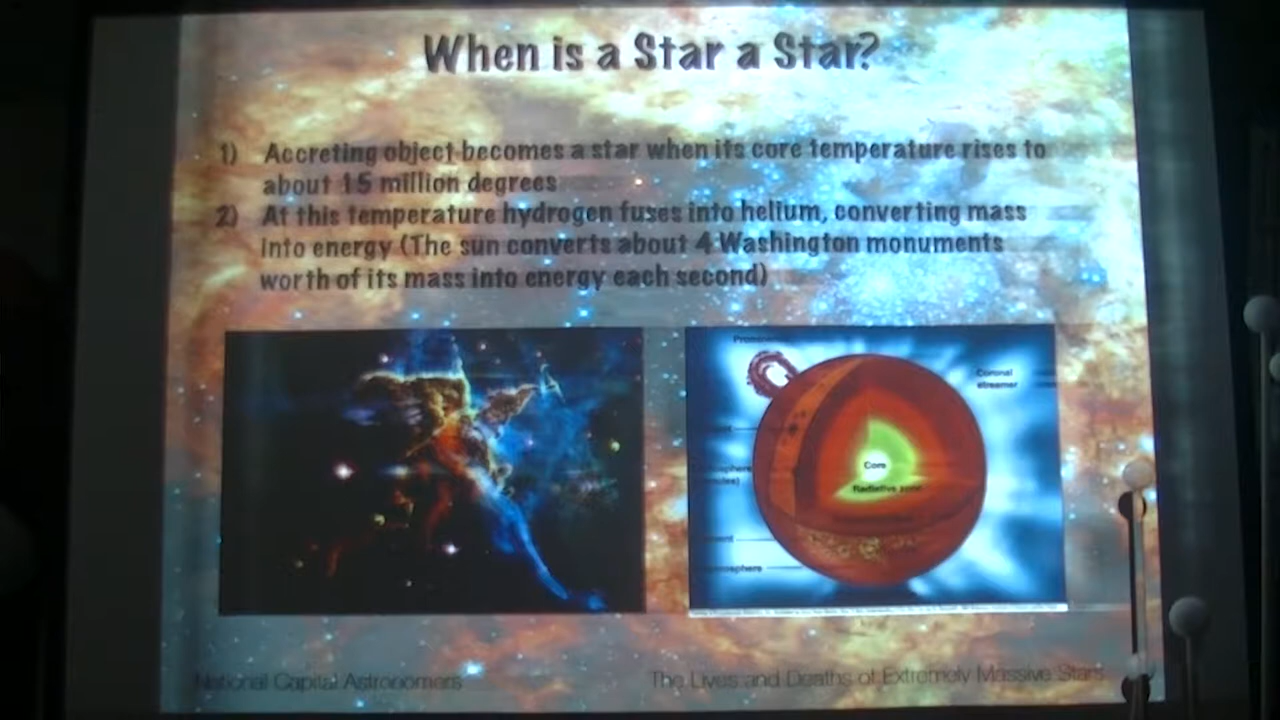 When is a Star a Star?
1) Accreting object becomes a star when its core temperature rises to
about 15 million degrees
2) At this temperature hydrogen fuses into helium, converting mass
into energy (The sun converts about 4 Washington monuments
worth of its mass into energy each second)
Coronal
streamer
Core
Radiative zone
National Capital Astronomers
The Lives and Deaths of Extremely Massive Stars